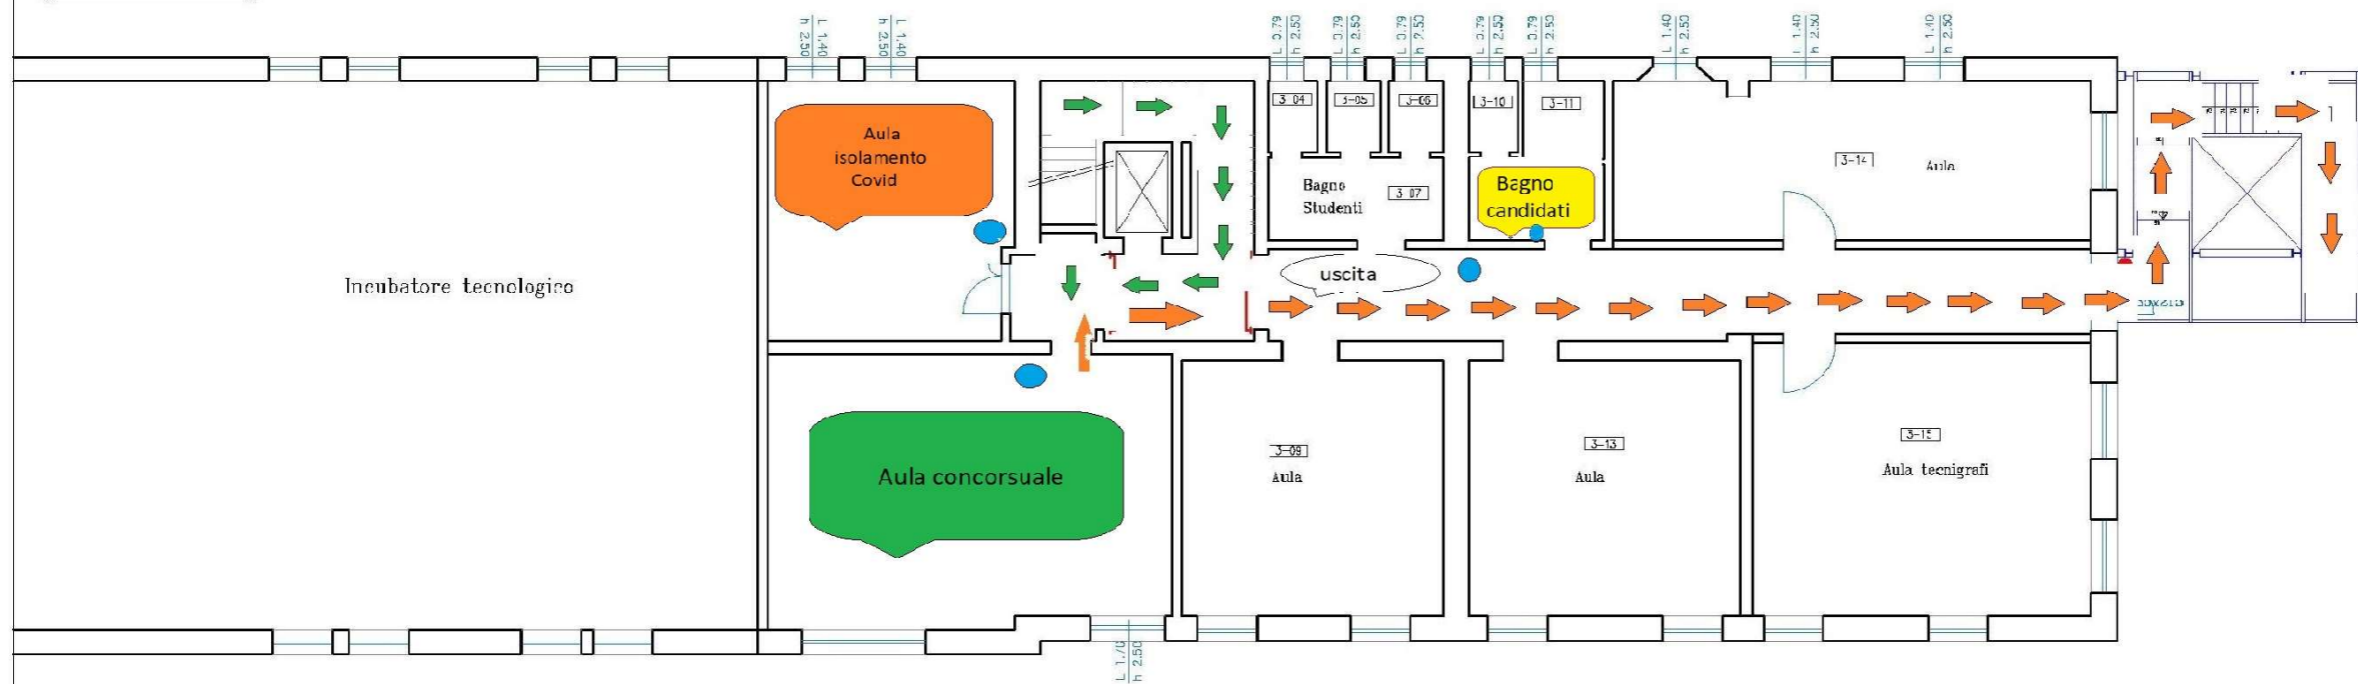 L 1.40
h 2.50
L 1.40
h 2.50
L 0.79
h 2.50
L 0.79
h 2.50
L 0.79
h 2.50
L 0.79
h 2.50
L 0.79
h 2.50
L 1.40
h 2.50
L 1.40
h 2.50
L 1.40
h 2.50
3-04
3-05
3-06
3-10
3-11
Aula
isolamento
Covid
3-14
Aula
Bagno
Studenti
3-07
Bagno
candidati
Incubatore tecnologico
uscita
Aula concorsuale
3-09
Aula
3-13
Aula
3-15
Aula tecnigrafi
L 1.70
h 2.50